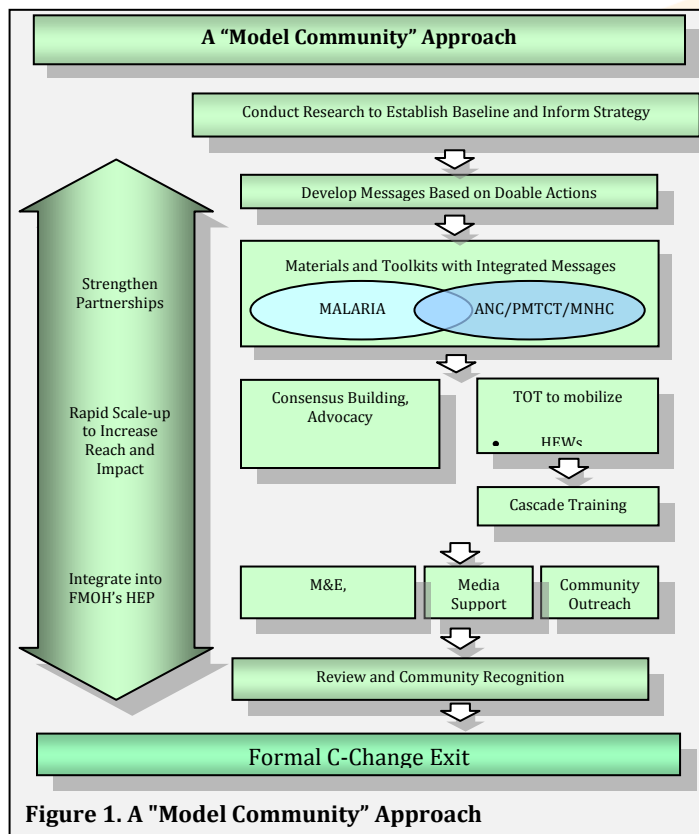 A “Model Community” Approach
Conduct Research to Establish Baseline and Inform Strategy
Develop Messages Based on Doable Actions
Materials and Toolkits with Integrated Messages
MALARIA
ANC/PMTCT/MNHC
Strengthen
Partnerships
Rapid Scale-up
to Increase
Reach and
Impact
Integrate into
FMOH’s HEP
Consensus Building,
Advocacy
TOT to mobilize
• HEWs
Cascade Training
M&E,
Media
Support
Community
Outreach
Review and Community Recognition
Formal C-Change Exit
Figure 1. A "Model Community” Approach